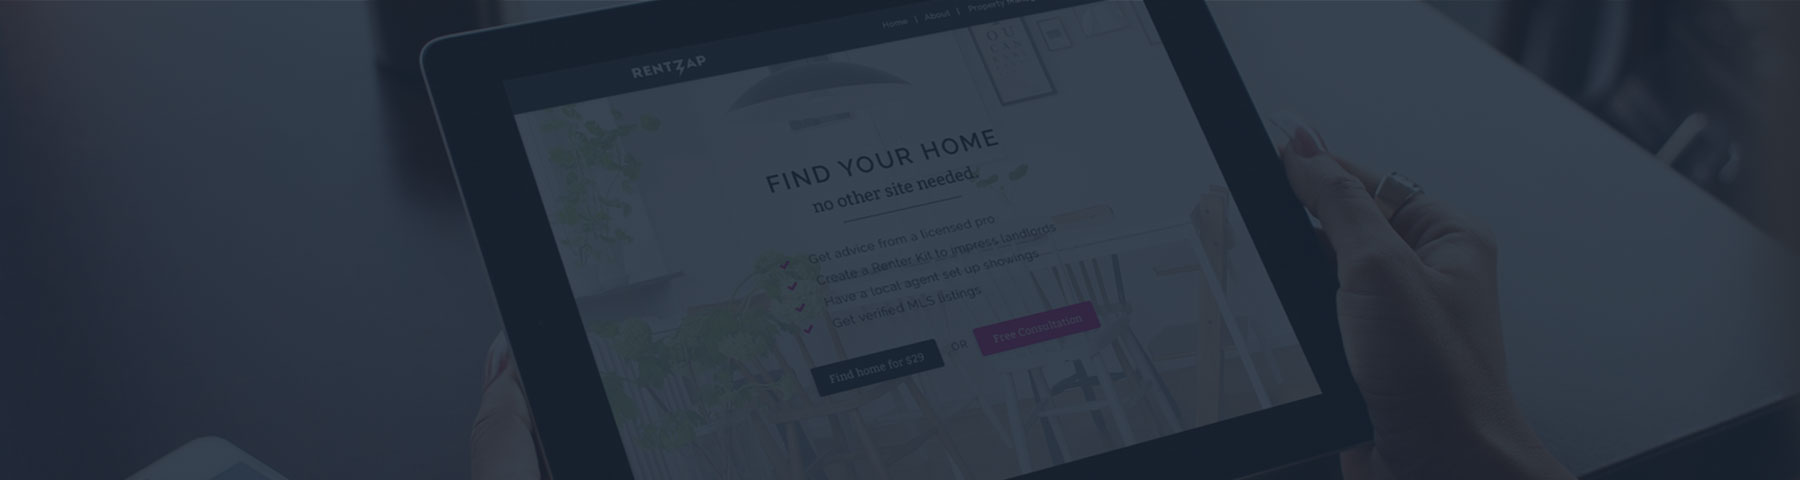 Home | About | Property
RENTZAP
OU
FIND YOUR HOME
no other site needed.
Get advice from a licensed pro
Create a Renter Kit to impress landlords
Have a local agent set up showings
Get verified MLS listings
Find home for $29 OR Free Consultation